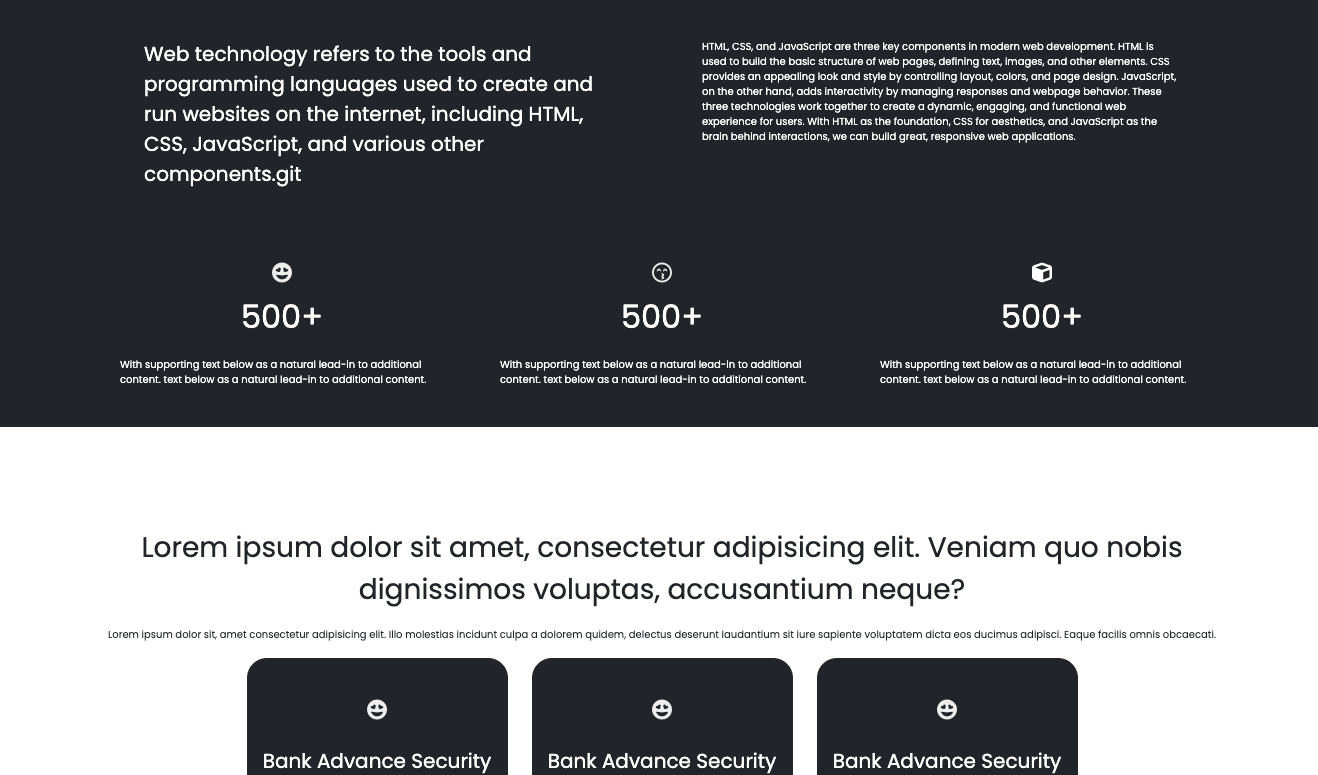 Web technology refers to the tools and
programming languages used to create and
run websites on the internet, including HTML,
CSS, JavaScript, and various other
components.git
HTML, CSS, and JavaScript are three key components in modern web development. HTML is
used to build the basic structure of web pages, defining text, images, and other elements. CSS
provides an appealing look and style by controlling layout, colors, and page design. JavaScript,
on the other hand, adds interactivity by managing responses and webpage behavior. These
three technologies work together to create a dynamic, engaging, and functional web
experience for users. With HTML as the foundation, CSS for aesthetics, and JavaScript as the
brain behind interactions, we can build great, responsive web applications.
500+
With supporting text below as a natural lead-in to additional
content. text below as a natural lead-in to additional content.
500+
With supporting text below as a natural lead-in to additional
content. text below as a natural lead-in to additional content.
500+
With supporting text below as a natural lead-in to additional
content. text below as a natural lead-in to additional content.
Lorem ipsum dolor sit amet, consectetur adipisicing elit. Veniam quo nobis
dignissimos voluptas, accusantium neque?
Lorem ipsum dolor sit, amet consectetur adipisicing elit. Illo molestias incidunt culpa a dolorem quidem, delectus deserunt laudantium sit iure sapiente voluptatem dicta eos ducimus adipisci. Eaque facilis omnis obcaecati.
Bank Advance Security
Bank Advance Security
Bank Advance Security